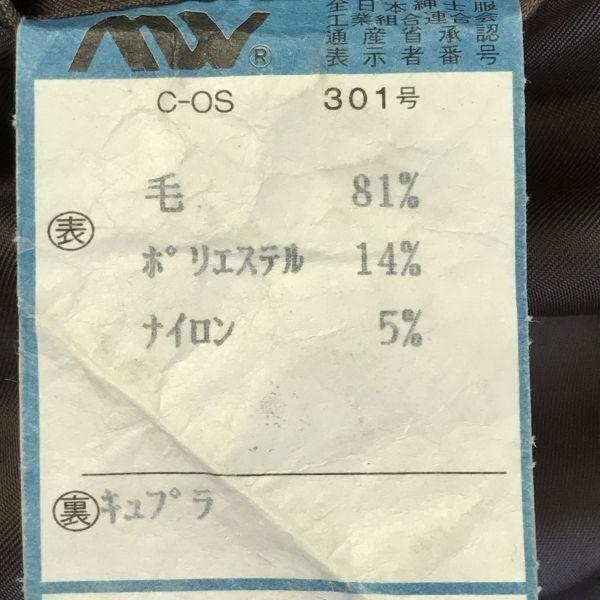 全日本紳士服
工業組合連合会
通産省承認
表示者番号
MW®
C-OS 301号
表
毛 81%
ポリエステル 14%
ナイロン 5%
裏 キュプラ